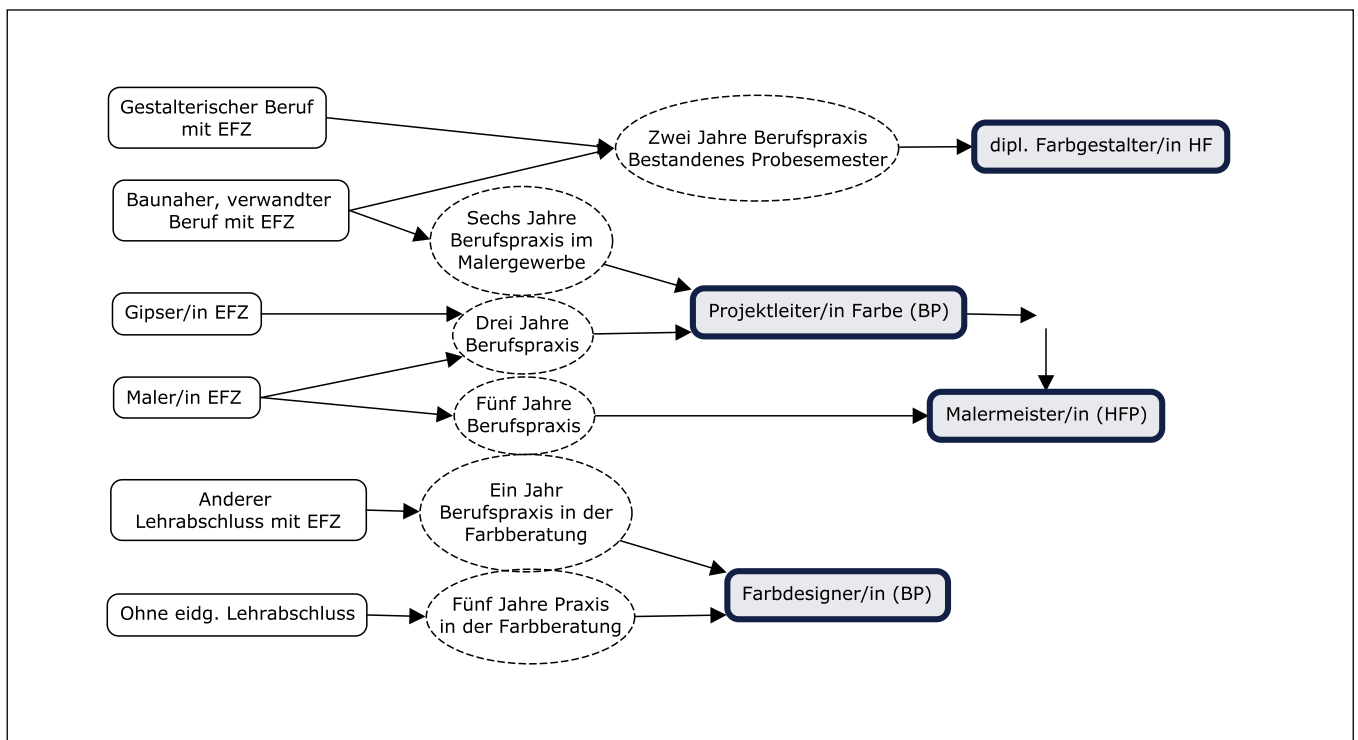 Gestalterischer Beruf
mit EFZ
Zwei Jahre Berufspraxis
Bestandenes Probesemester
dipl. Farbgestalter/in HF
Baunaher, verwandter
Beruf mit EFZ
Sechs Jahre
Berufspraxis im
Malergewerbe
Gipser/in EFZ
Drei Jahre
Berufspraxis
Projektleiter/in Farbe (BP)
Maler/in EFZ
Fünf Jahre
Berufspraxis
Malermeister/in (HFP)
Anderer
Lehrabschluss mit EFZ
Ein Jahr
Berufspraxis in der
Farbberatung
Farbdesigner/in (BP)
Ohne eidg. Lehrabschluss
Fünf Jahre Praxis
in der Farbberatung